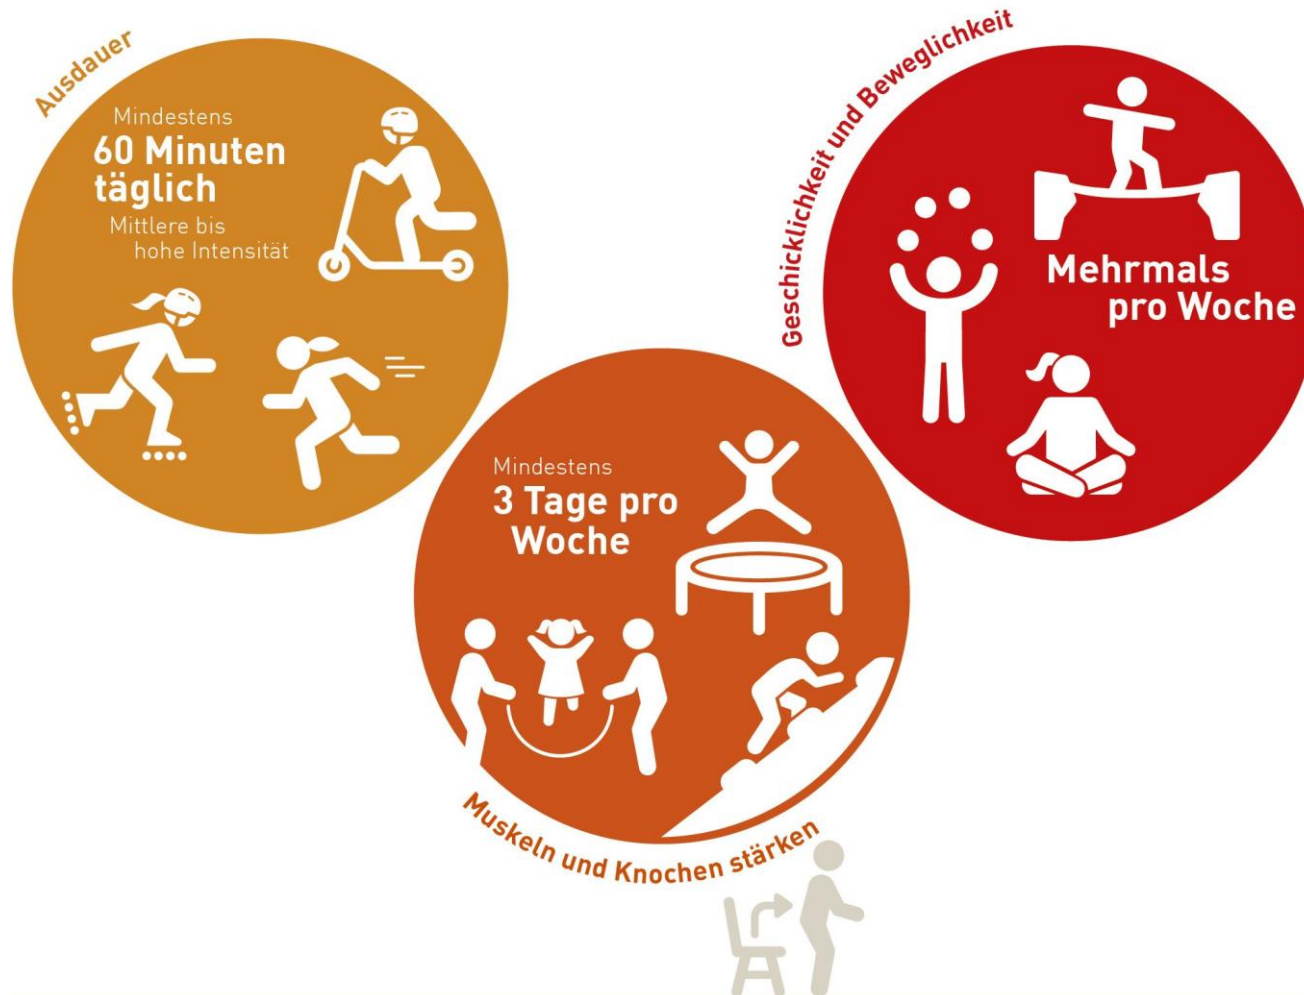 Ausdauer
Mindestens
60 Minuten
täglich
Mittlere bis
hohe Intensität
Geschicklichkeit und Beweglichkeit
Mehrmals
pro Woche
Mindestens
3 Tage pro
Woche
Muskeln und Knochen stärken